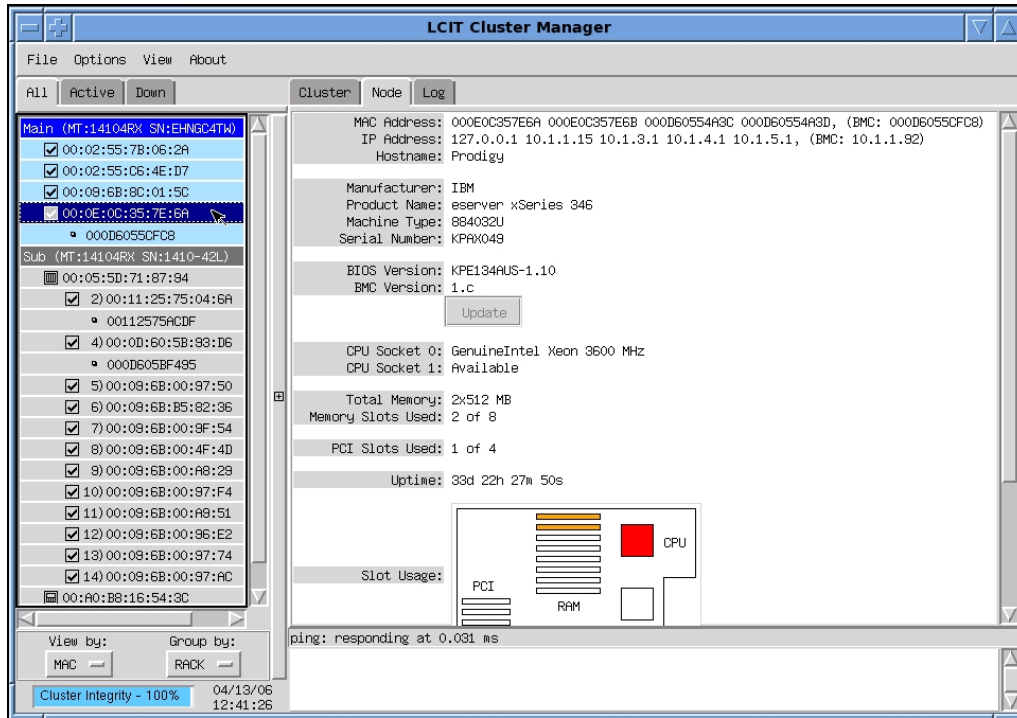 LCIT Cluster Manager
File Options View About
All Active Down
Cluster Node Log
Main (MT:14104RX SN:EHNGC4TW)
00:02:55:7B:06:2A
00:02:55:C6:4E:D7
00:09:6B:8C:01:5C
00:0E:0C:35:7E:6A
000D6055CFC8
Sub (MT:14104RX SN:1410-42L)
00:05:5D:71:87:94
2)00:11:25:75:04:6A
00112575ACDF
4)00:0D:60:5B:93:D6
000D605BF495
5)00:09:6B:00:97:50
6)00:09:6B:B5:82:36
7)00:09:6B:00:9F:54
8)00:09:6B:00:4F:4D
9)00:09:6B:00:A8:29
10)00:09:6B:00:97:F4
11)00:09:6B:00:A9:51
12)00:09:6B:00:96:E2
13)00:09:6B:00:97:74
14)00:09:6B:00:97:AC
00:A0:B8:16:54:3C
View by: Group by:
MAC RACK
Cluster Integrity - 100%
04/13/06
12:41:26
MAC Address: 000E0C357E6A 000E0C357E6B 000D60554A3C 000D60554A3D, (BMC: 000D6055CFC8)
IP Address: 127.0.0.1 10.1.1.15 10.1.3.1 10.1.4.1 10.1.5.1, (BMC: 10.1.1.92)
Hostname: Prodigy
Manufacturer: IBM
Product Name: eserver xSeries 346
Machine Type: 884032U
Serial Number: KPAX049
BIOS Version: KPE134AUS-1.10
BMC Version: 1.c
Update
CPU Socket 0: GenuineIntel Xeon 3600 MHz
CPU Socket 1: Available
Total Memory: 2x512 MB
Memory Slots Used: 2 of 8
PCI Slots Used: 1 of 4
Uptime: 33d 22h 27m 50s
Slot Usage:
CPU
PCI
RAM
ping: responding at 0.031 ms